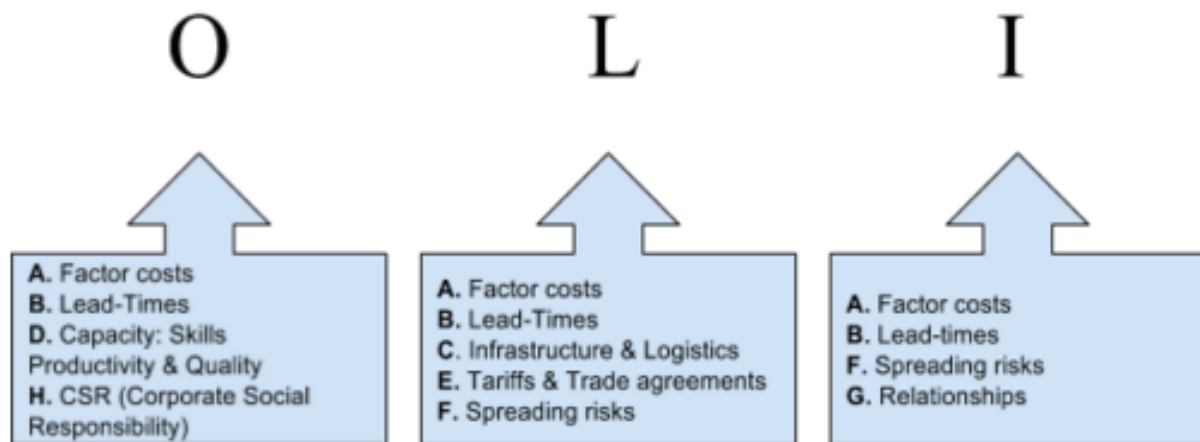 O
L
I
A. Factor costs
B. Lead-Times
D. Capacity: Skills
Productivity & Quality
H. CSR (Corporate Social
Responsibility)
A. Factor costs
B. Lead-Times
C. Infrastructure & Logistics
E. Tariffs & Trade agreements
F. Spreading risks
A. Factor costs
B. Lead-times
F. Spreading risks
G. Relationships